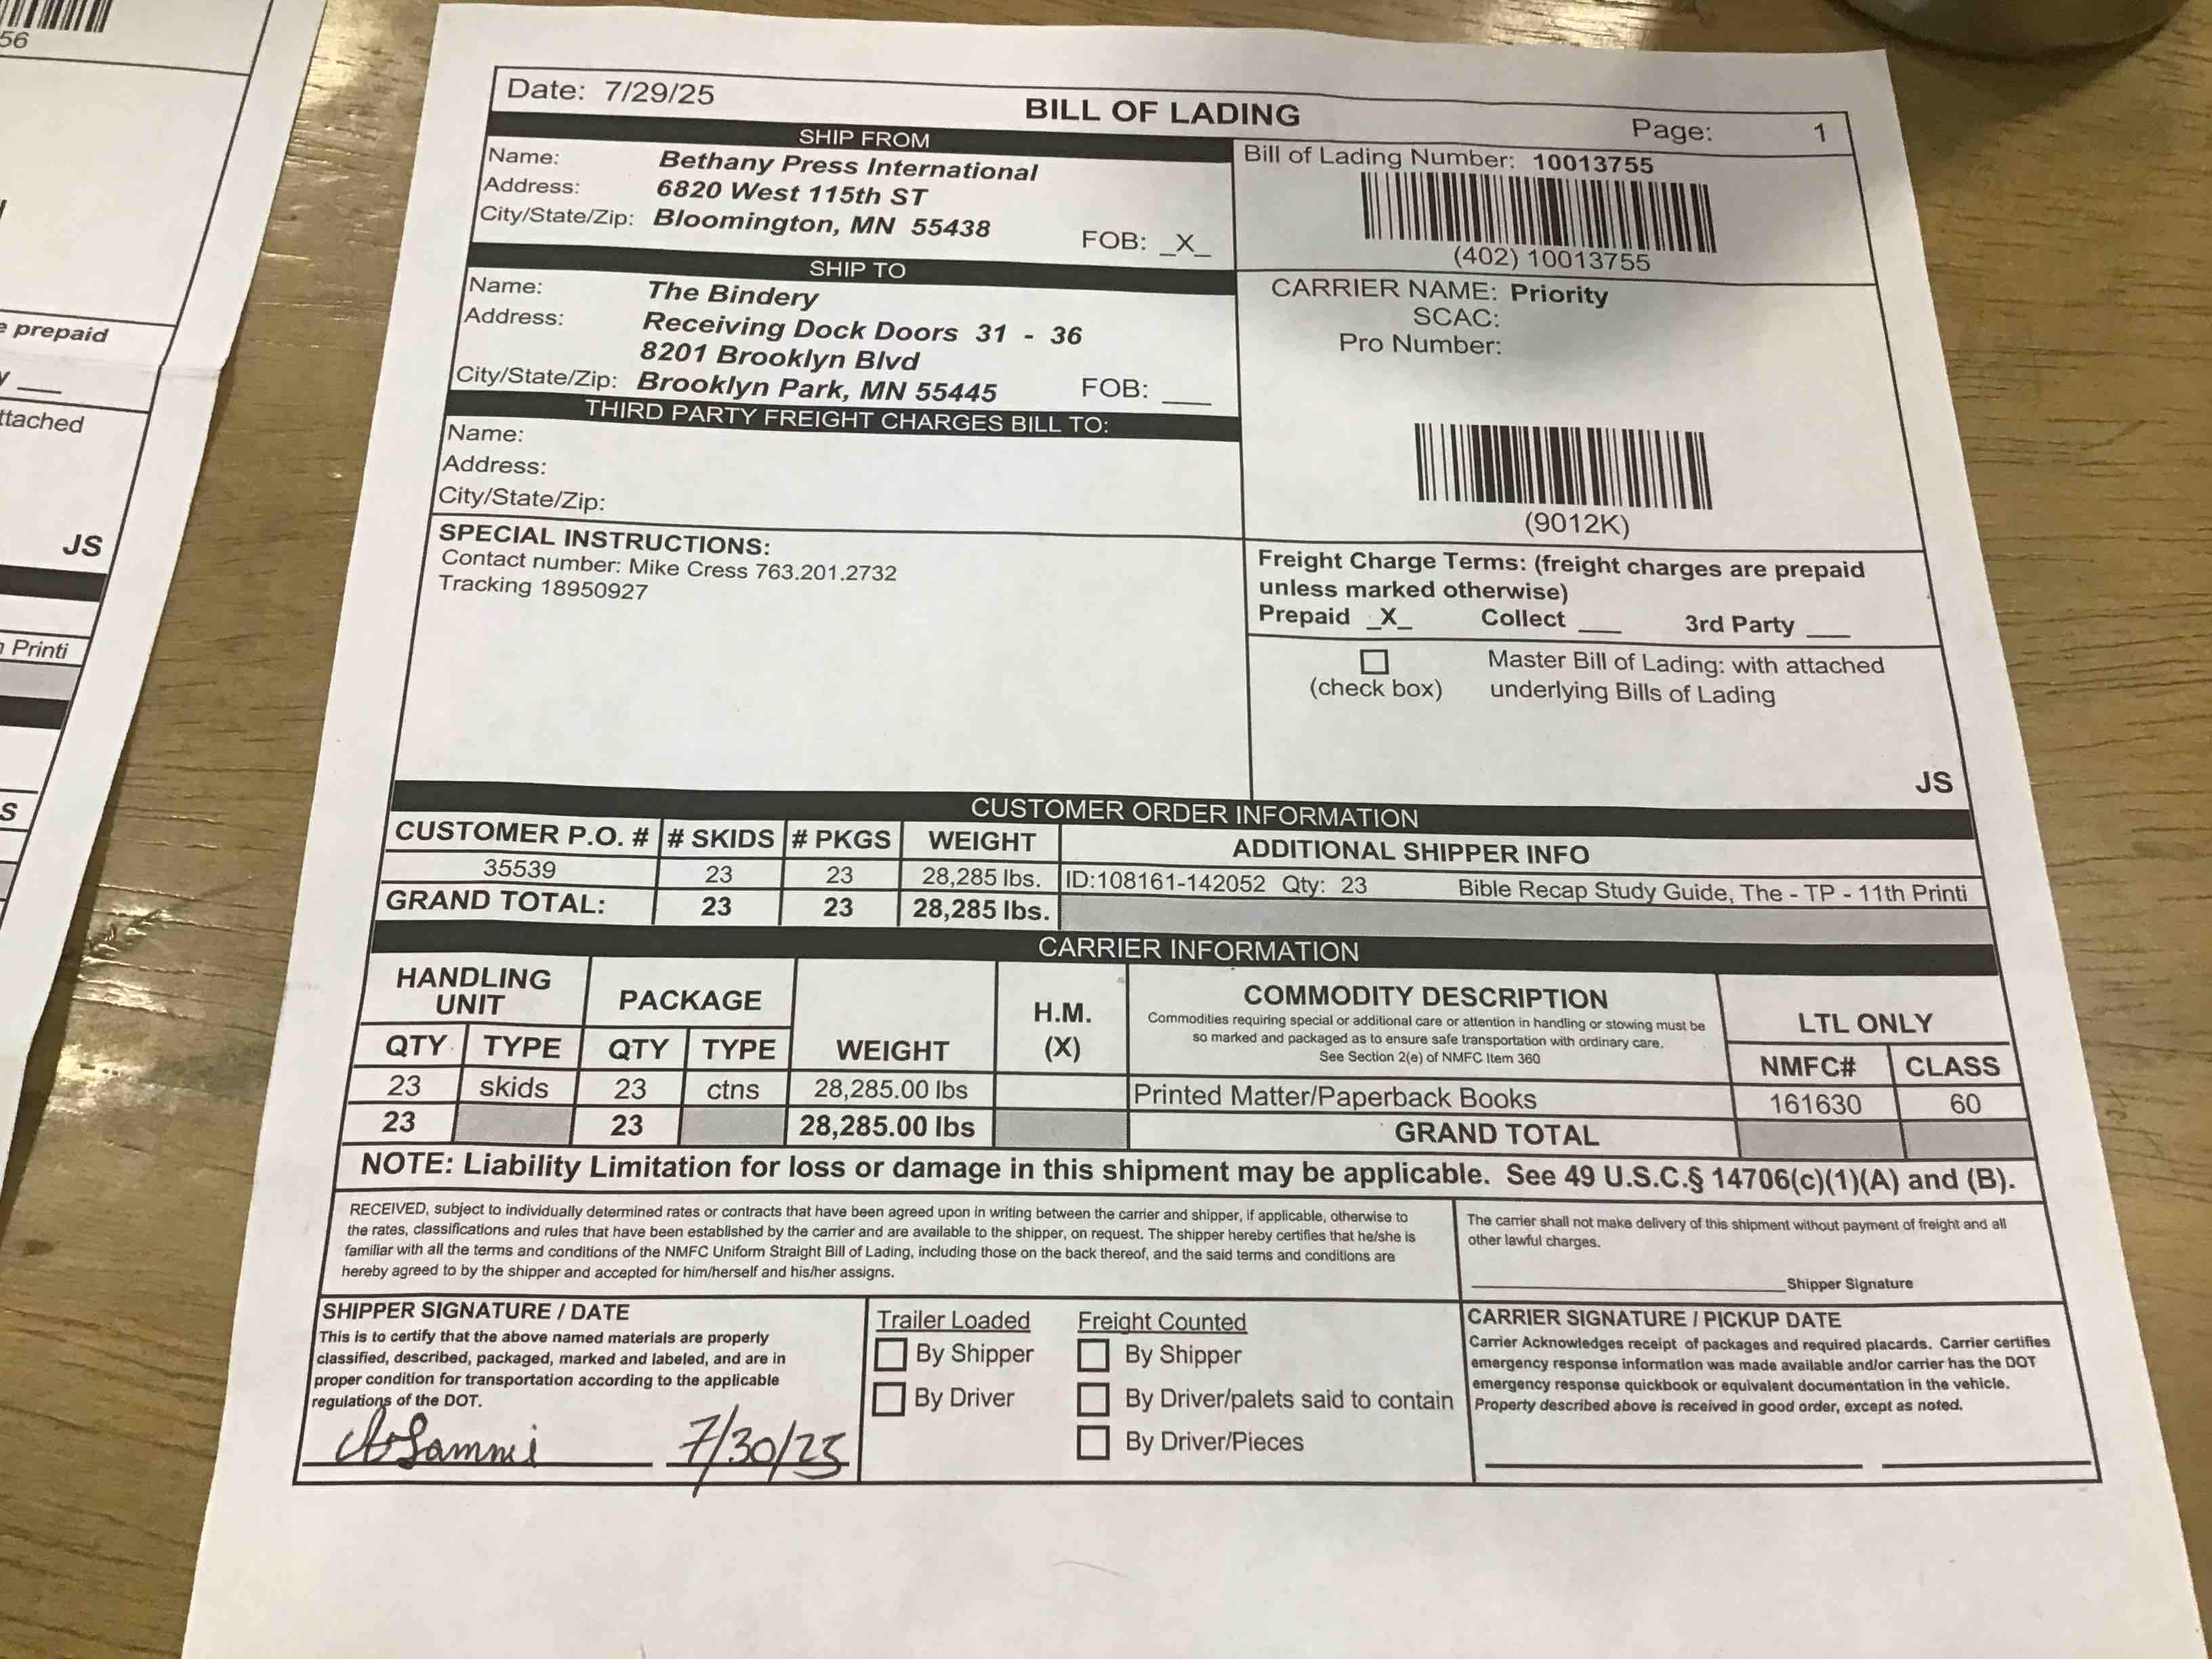 56
e prepaid
ttached
JS
Printi
S
Date: 7/29/25
BILL OF LADING
Page: 1
SHIP FROM
Name: Bethany Press International
Address: 6820 West 115th ST
City/State/Zip: Bloomington, MN 55438
FOB: _X_
Bill of Lading Number: 10013755
(402) 10013755
SHIP TO
Name: The Bindery
Address: Receiving Dock Doors 31 - 36
8201 Brooklyn Blvd
City/State/Zip: Brooklyn Park, MN 55445
FOB: ___
CARRIER NAME: Priority
SCAC:
Pro Number:
(9012K)
THIRD PARTY FREIGHT CHARGES BILL TO:
Name:
Address:
City/State/Zip:
SPECIAL INSTRUCTIONS:
Contact number: Mike Cress 763.201.2732
Tracking 18950927
Freight Charge Terms: (freight charges are prepaid
unless marked otherwise)
Prepaid _X_ Collect ___ 3rd Party ___
(check box)
Master Bill of Lading: with attached
underlying Bills of Lading
JS
CUSTOMER ORDER INFORMATION
CUSTOMER P.O. # # SKIDS # PKGS WEIGHT ADDITIONAL SHIPPER INFO
35539 23 23 28,285 lbs. ID:108161-142052 Qty: 23 Bible Recap Study Guide, The - TP - 11th Printi
GRAND TOTAL: 23 23 28,285 lbs.
CARRIER INFORMATION
HANDLING
UNIT
PACKAGE
WEIGHT
H.M.
(X)
COMMODITY DESCRIPTION
Commodities requiring special or additional care or attention in handling or stowing must be
so marked and packaged as to ensure safe transportation with ordinary care.
See Section 2(e) of NMFC Item 360
LTL ONLY
QTY TYPE QTY TYPE NMFC# CLASS
23 skids 23 ctns 28,285.00 lbs Printed Matter/Paperback Books 161630 60
23 23 28,285.00 lbs GRAND TOTAL
NOTE: Liability Limitation for loss or damage in this shipment may be applicable. See 49 U.S.C.§ 14706(c)(1)(A) and (B).
RECEIVED, subject to individually determined rates or contracts that have been agreed upon in writing between the carrier and shipper, if applicable, otherwise to
the rates, classifications and rules that have been established by the carrier and are available to the shipper, on request. The shipper hereby certifies that he/she is
familiar with all the terms and conditions of the NMFC Uniform Straight Bill of Lading, including those on the back thereof, and the said terms and conditions are
hereby agreed to by the shipper and accepted for him/herself and his/her assigns.
The carrier shall not make delivery of this shipment without payment of freight and all
other lawful charges.
Shipper Signature
SHIPPER SIGNATURE / DATE
This is to certify that the above named materials are properly
classified, described, packaged, marked and labeled, and are in
proper condition for transportation according to the applicable
regulations of the DOT.
7/30/25
Trailer Loaded
By Shipper
By Driver
Freight Counted
By Shipper
By Driver/palets said to contain
By Driver/Pieces
CARRIER SIGNATURE / PICKUP DATE
Carrier Acknowledges receipt of packages and required placards. Carrier certifies
emergency response information was made available and/or carrier has the DOT
emergency response quickbook or equivalent documentation in the vehicle.
Property described above is received in good order, except as noted.